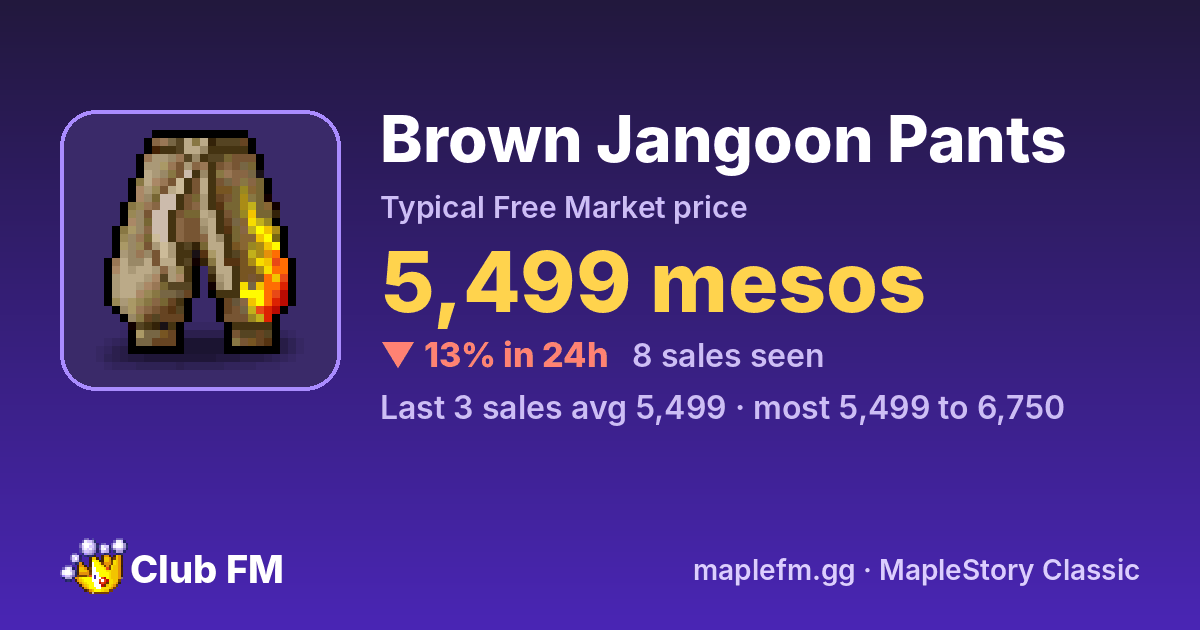 Brown Jangoon Pants
Typical Free Market price
5,499 mesos
▼ 13% in 24h 8 sales seen
Last 3 sales avg 5,499 · most 5,499 to 6,750
Club FM
maplefm.gg · MapleStory Classic